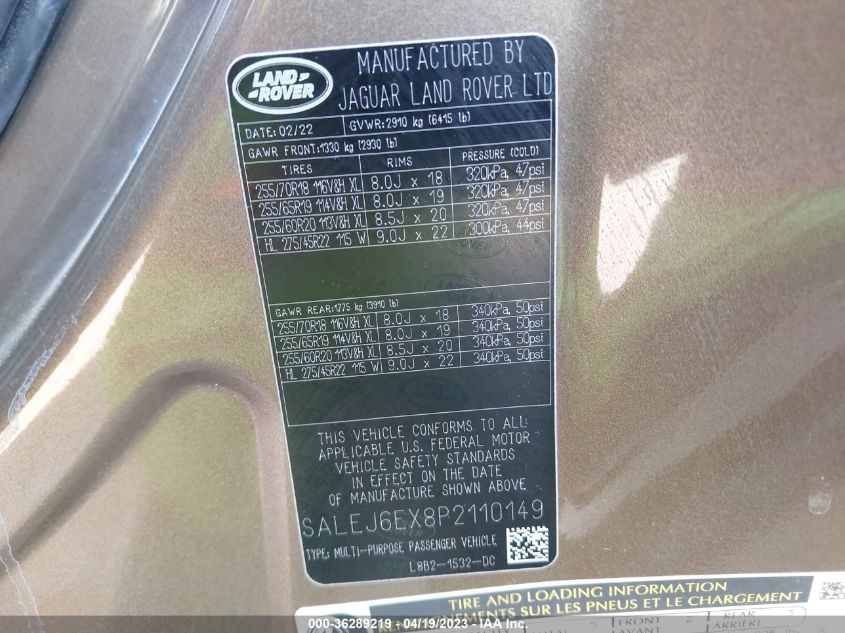 LAND-
-ROVER
MANUFACTURED BY
JAGUAR LAND ROVER LTD
DATE: 02/22 GVWR:2910 kg (6415 lb)
GAWR FRONT:1330 kg (2930 lb)
TIRES RIMS PRESSURE (COLD)
255/70R18 116V&H XL 8.0J x 18 320kPa, 47psi
255/65R19 114V&H XL 8.0J x 19 320kPa, 47psi
255/60R20 113V&H XL 8.5J x 20 320kPa, 47psi
HL 275/45R22 115 W 9.0J x 22 300kPa, 44psi
GAWR REAR:1775 kg (3910 lb)
255/70R18 116V&H XL 8.0J x 18 340kPa, 50psi
255/65R19 114V&H XL 8.0J x 19 340kPa, 50psi
255/60R20 113V&H XL 8.5J x 20 340kPa, 50psi
HL 275/45R22 115 W 9.0J x 22 340kPa, 50psi
THIS VEHICLE CONFORMS TO ALL
APPLICABLE U.S. FEDERAL MOTOR
VEHICLE SAFETY STANDARDS
IN EFFECT ON THE DATE
OF MANUFACTURE SHOWN ABOVE
SALEJ6EX8P2110149
TYPE: MULTI-PURPOSE PASSENGER VEHICLE
L8B2-1532-DC
TIRE AND LOADING INFORMATION
RENSEIGNEMENTS SUR LES PNEUS ET LE CHARGEMENT
5 FRONT 2 REAR 3
AVANT ARRIÈRE
000-36289219 - 04/19/2023 - IAA Inc.